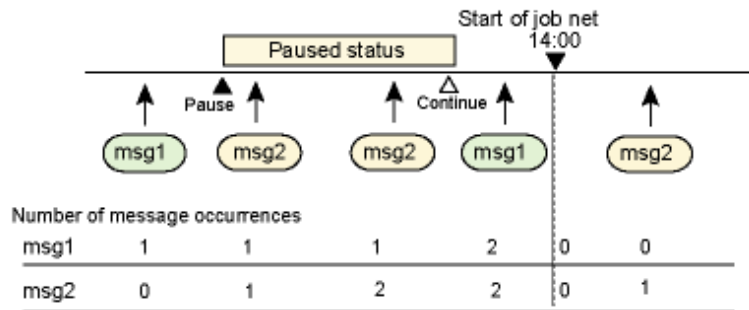 Start of job net
14:00
Paused status
Pause
Continue
msg1 msg2 msg2 msg1 msg2
Number of message occurrences
msg1 1 1 1 2 0 0
msg2 0 1 2 2 0 1